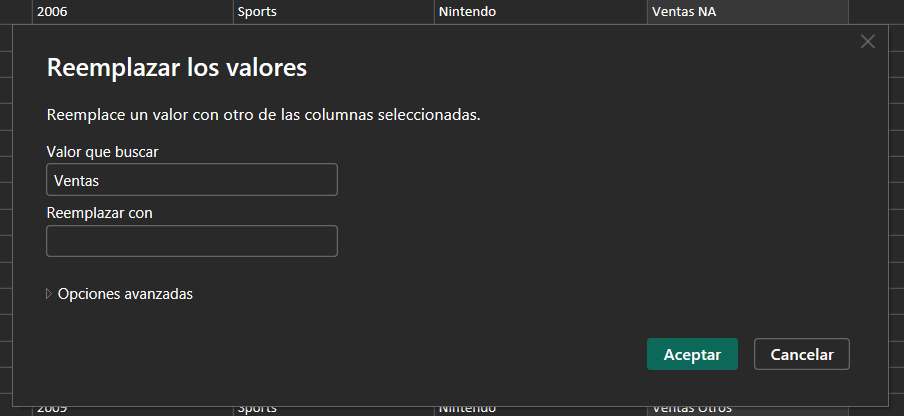 2006 Sports Nintendo Ventas NA
Reemplazar los valores
Reemplace un valor con otro de las columnas seleccionadas.
Valor que buscar
Ventas
Reemplazar con
Opciones avanzadas
Aceptar Cancelar
2009 Sports Nintendo Ventas Otros